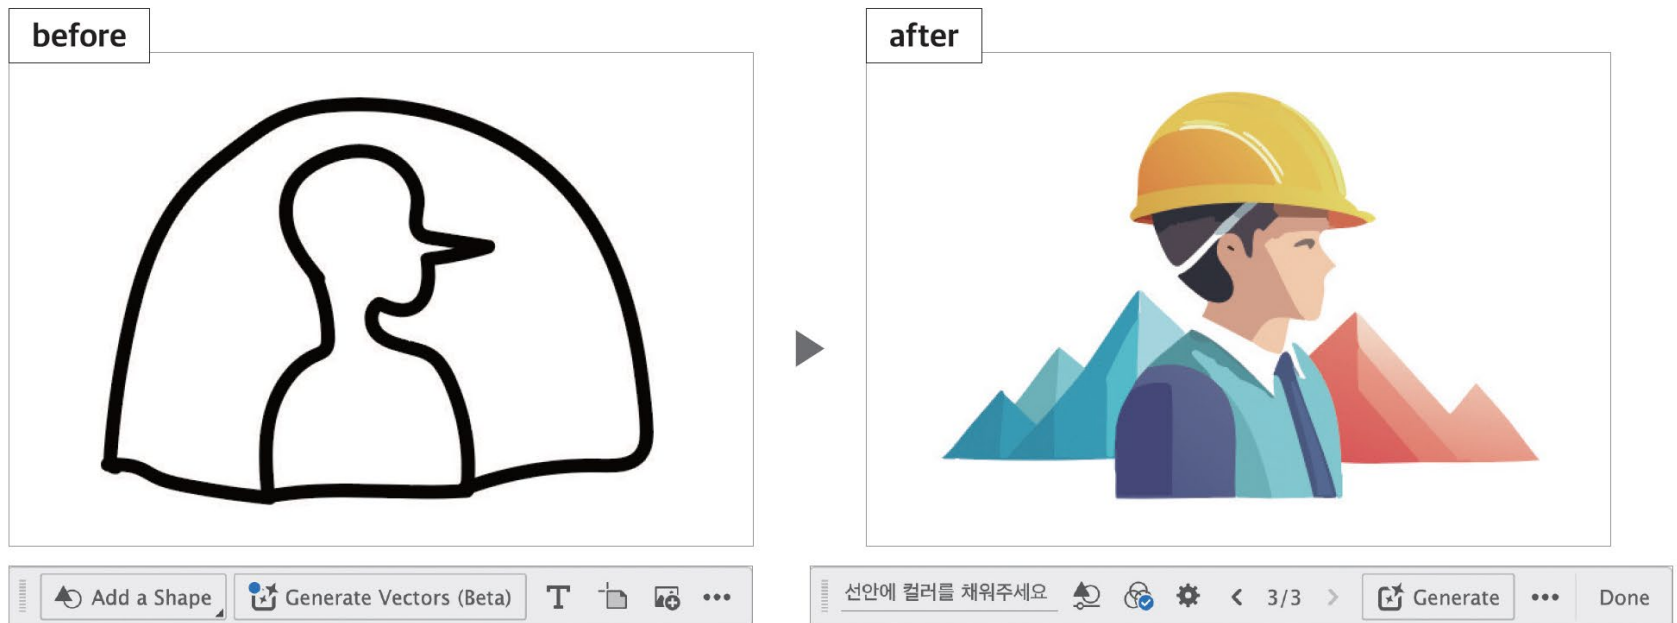 before
after
Add a Shape
Generate Vectors (Beta)
T
선안에 컬러를 채워주세요
3/3
Generate
Done